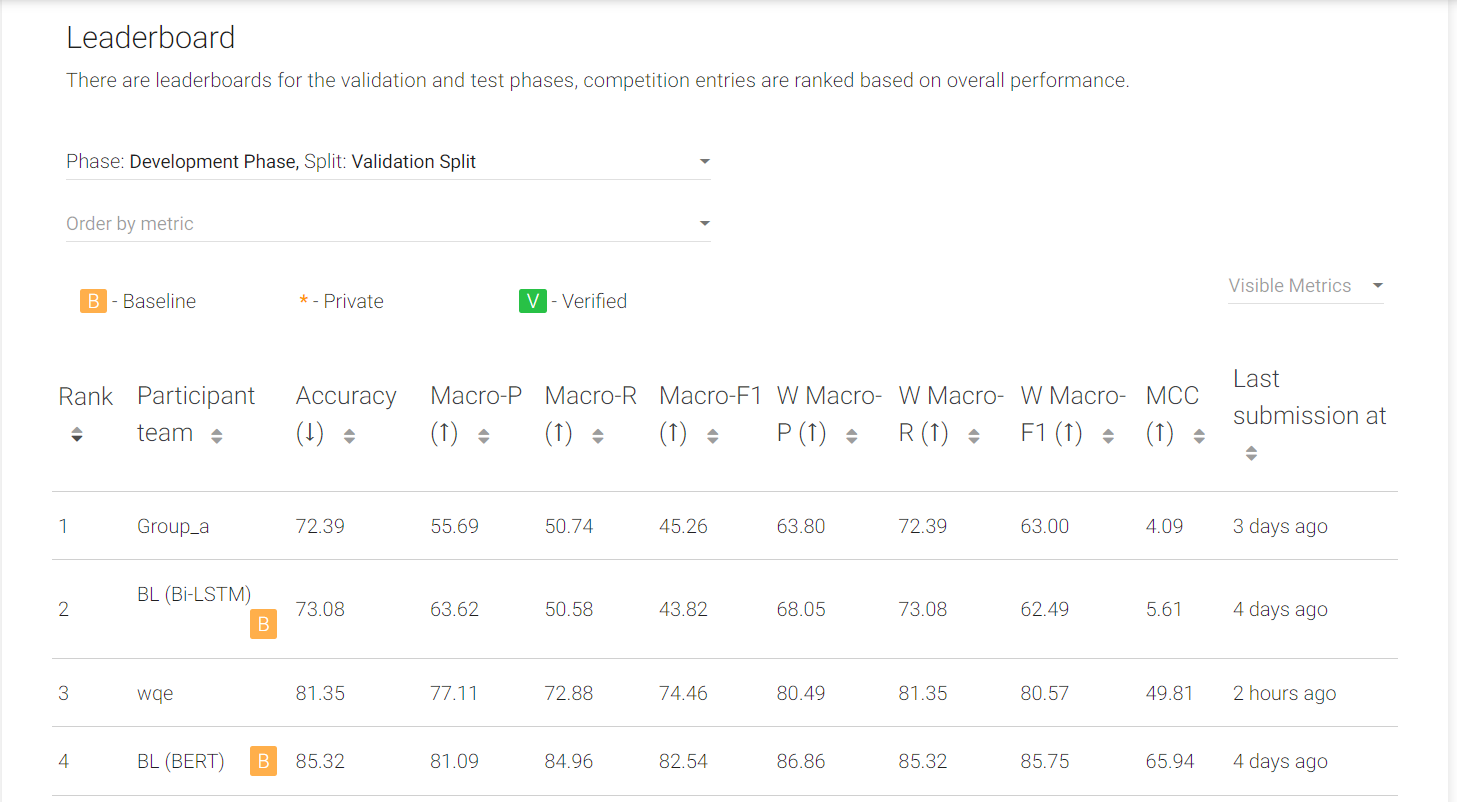 Leaderboard
There are leaderboards for the validation and test phases, competition entries are ranked based on overall performance.
Phase: Development Phase, Split: Validation Split
Order by metric
B - Baseline * - Private V - Verified
Visible Metrics
Rank Participant team Accuracy (↓) Macro-P (↑) Macro-R (↑) Macro-F1 (↑) W Macro-P (↑) W Macro-R (↑) W Macro-F1 (↑) MCC (↑) Last submission at
1 Group_a 72.39 55.69 50.74 45.26 63.80 72.39 63.00 4.09 3 days ago
2 BL (Bi-LSTM) B 73.08 63.62 50.58 43.82 68.05 73.08 62.49 5.61 4 days ago
3 wqe 81.35 77.11 72.88 74.46 80.49 81.35 80.57 49.81 2 hours ago
4 BL (BERT) B 85.32 81.09 84.96 82.54 86.86 85.32 85.75 65.94 4 days ago